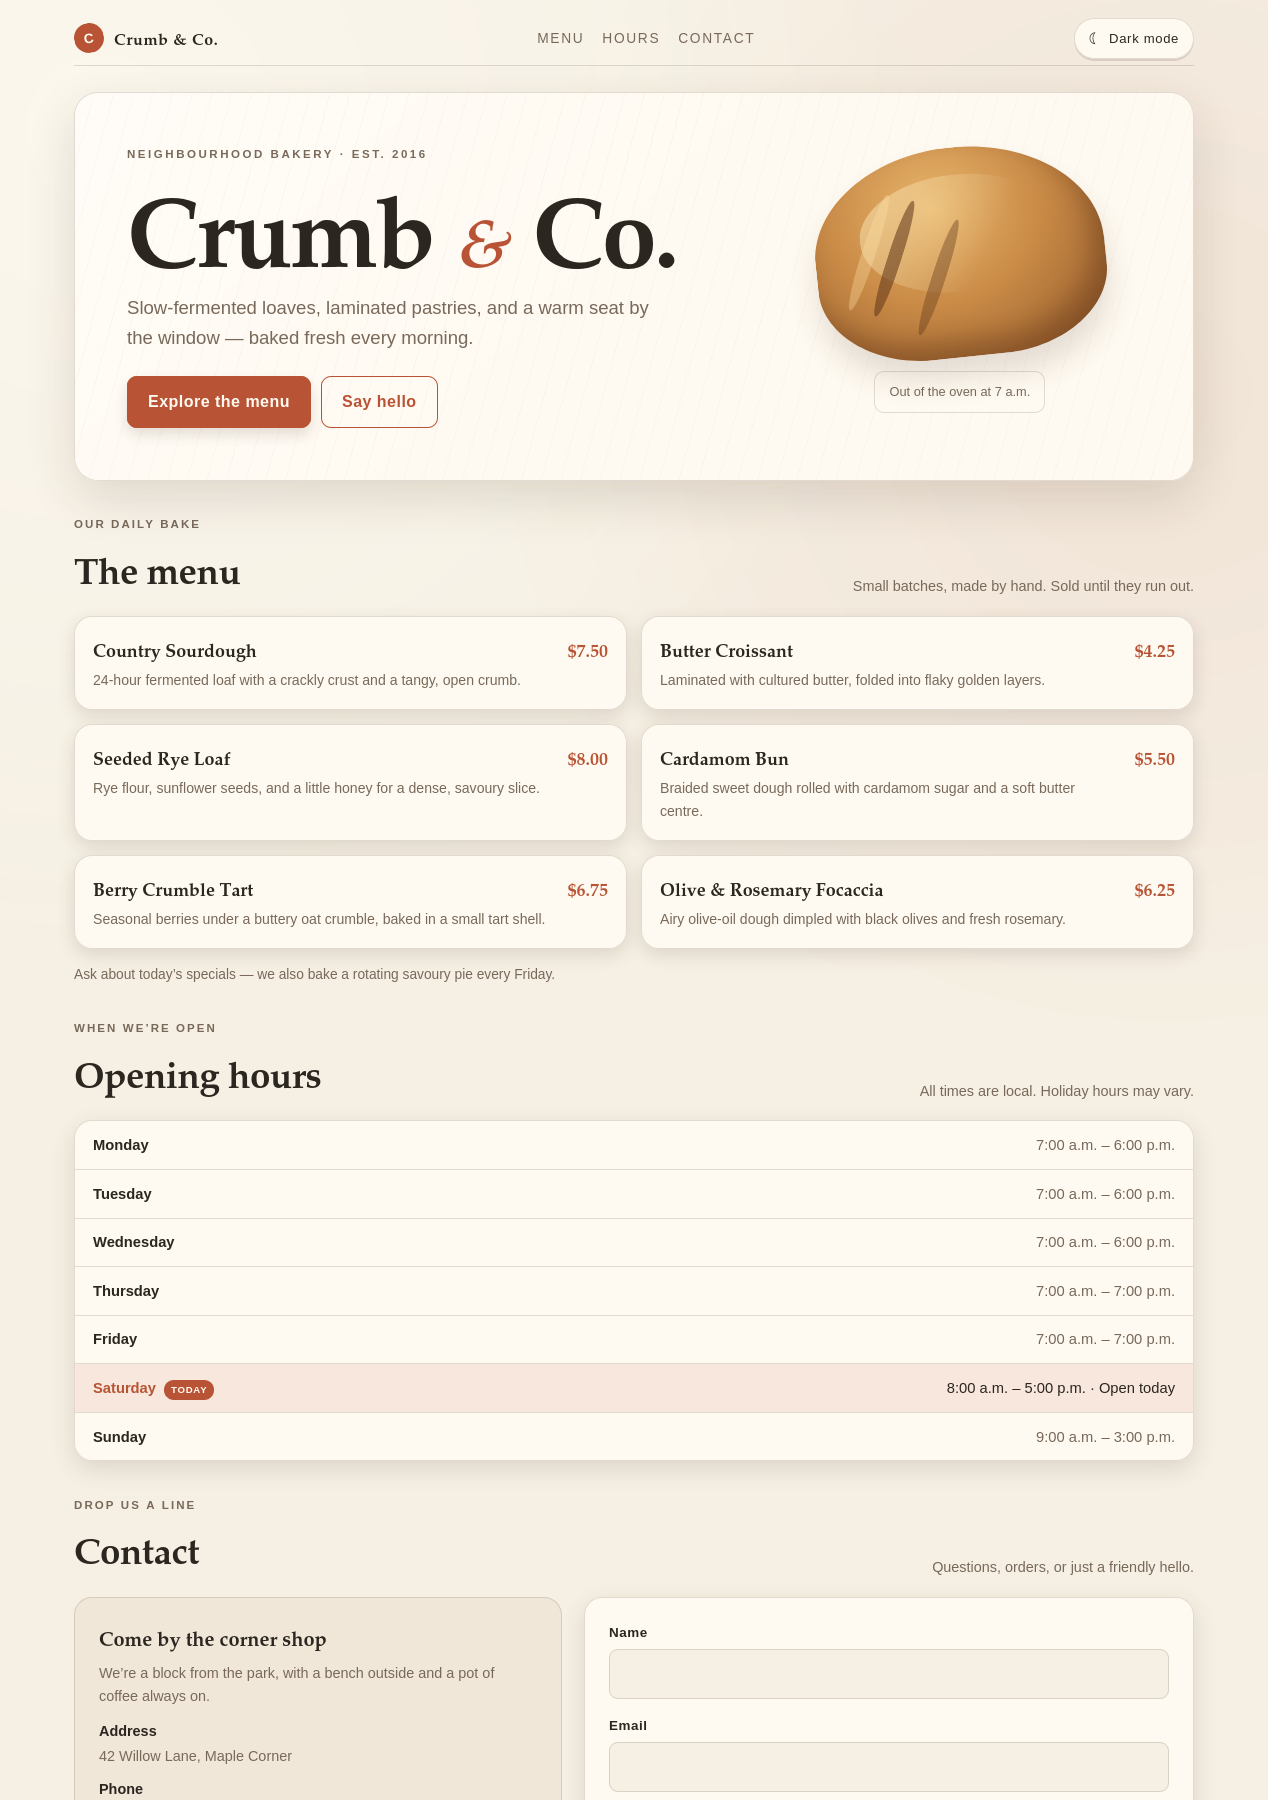 C Crumb & Co.
MENU HOURS CONTACT
☾ Dark mode
NEIGHBOURHOOD BAKERY · EST. 2016
Crumb & Co.
Slow-fermented loaves, laminated pastries, and a warm seat by
the window — baked fresh every morning.
Explore the menu
Say hello
Out of the oven at 7 a.m.
OUR DAILY BAKE
The menu
Small batches, made by hand. Sold until they run out.
Country Sourdough $7.50
24-hour fermented loaf with a crackly crust and a tangy, open crumb.
Butter Croissant $4.25
Laminated with cultured butter, folded into flaky golden layers.
Seeded Rye Loaf $8.00
Rye flour, sunflower seeds, and a little honey for a dense, savoury slice.
Cardamom Bun $5.50
Braided sweet dough rolled with cardamom sugar and a soft butter
centre.
Berry Crumble Tart $6.75
Seasonal berries under a buttery oat crumble, baked in a small tart shell.
Olive & Rosemary Focaccia $6.25
Airy olive-oil dough dimpled with black olives and fresh rosemary.
Ask about today’s specials — we also bake a rotating savoury pie every Friday.
WHEN WE’RE OPEN
Opening hours
All times are local. Holiday hours may vary.
Monday 7:00 a.m. – 6:00 p.m.
Tuesday 7:00 a.m. – 6:00 p.m.
Wednesday 7:00 a.m. – 6:00 p.m.
Thursday 7:00 a.m. – 7:00 p.m.
Friday 7:00 a.m. – 7:00 p.m.
Saturday TODAY 8:00 a.m. – 5:00 p.m. · Open today
Sunday 9:00 a.m. – 3:00 p.m.
DROP US A LINE
Contact
Questions, orders, or just a friendly hello.
Come by the corner shop
We’re a block from the park, with a bench outside and a pot of
coffee always on.
Address
42 Willow Lane, Maple Corner
Phone
Name
Email